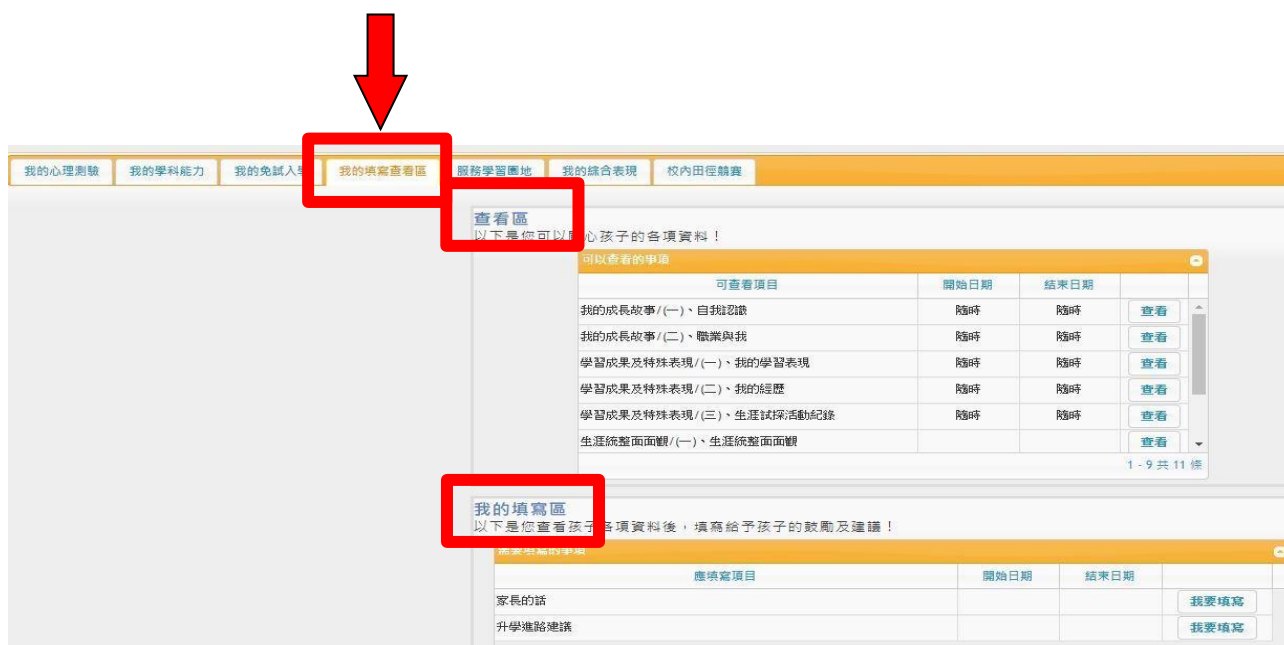 我的心理測驗 我的學科能力 我的免試入學 我的填寫查看區 服務學習園地 我的綜合表現 校內田徑競賽
查看區
以下是您可以關心孩子的各項資料！
可以查看的事項
可查看項目 開始日期 結束日期
我的成長故事/(一)、自我認識 隨時 隨時 查看
我的成長故事/(二)、職業與我 隨時 隨時 查看
學習成果及特殊表現/(一)、我的學習表現 隨時 隨時 查看
學習成果及特殊表現/(二)、我的經歷 隨時 隨時 查看
學習成果及特殊表現/(三)、生涯試探活動紀錄 隨時 隨時 查看
生涯統整面面觀/(一)、生涯統整面面觀 查看
1 - 9 共 11 條
我的填寫區
以下是您查看孩子各項資料後，填寫給予孩子的鼓勵及建議！
需要填寫的事項
應填寫項目 開始日期 結束日期
家長的話 我要填寫
升學進路建議 我要填寫